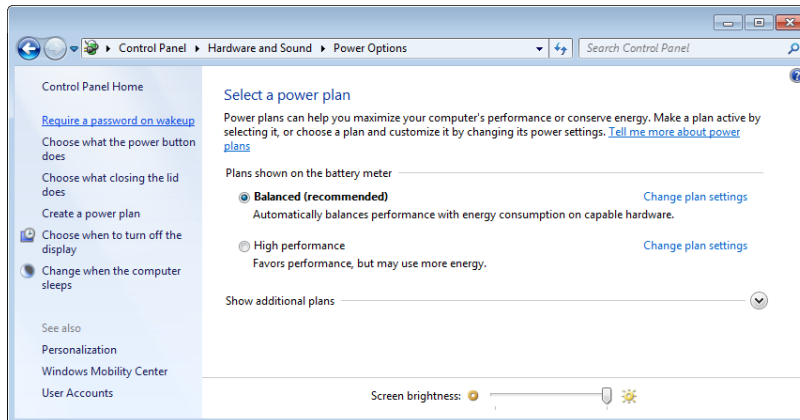 Control Panel Hardware and Sound Power Options
Search Control Panel
Control Panel Home
Require a password on wakeup
Choose what the power button
does
Choose what closing the lid
does
Create a power plan
Choose when to turn off the
display
Change when the computer
sleeps
See also
Personalization
Windows Mobility Center
User Accounts
Select a power plan
Power plans can help you maximize your computer's performance or conserve energy. Make a plan active by
selecting it, or choose a plan and customize it by changing its power settings. Tell me more about power
plans
Plans shown on the battery meter
Balanced (recommended) Change plan settings
Automatically balances performance with energy consumption on capable hardware.
High performance Change plan settings
Favors performance, but may use more energy.
Show additional plans
Screen brightness: